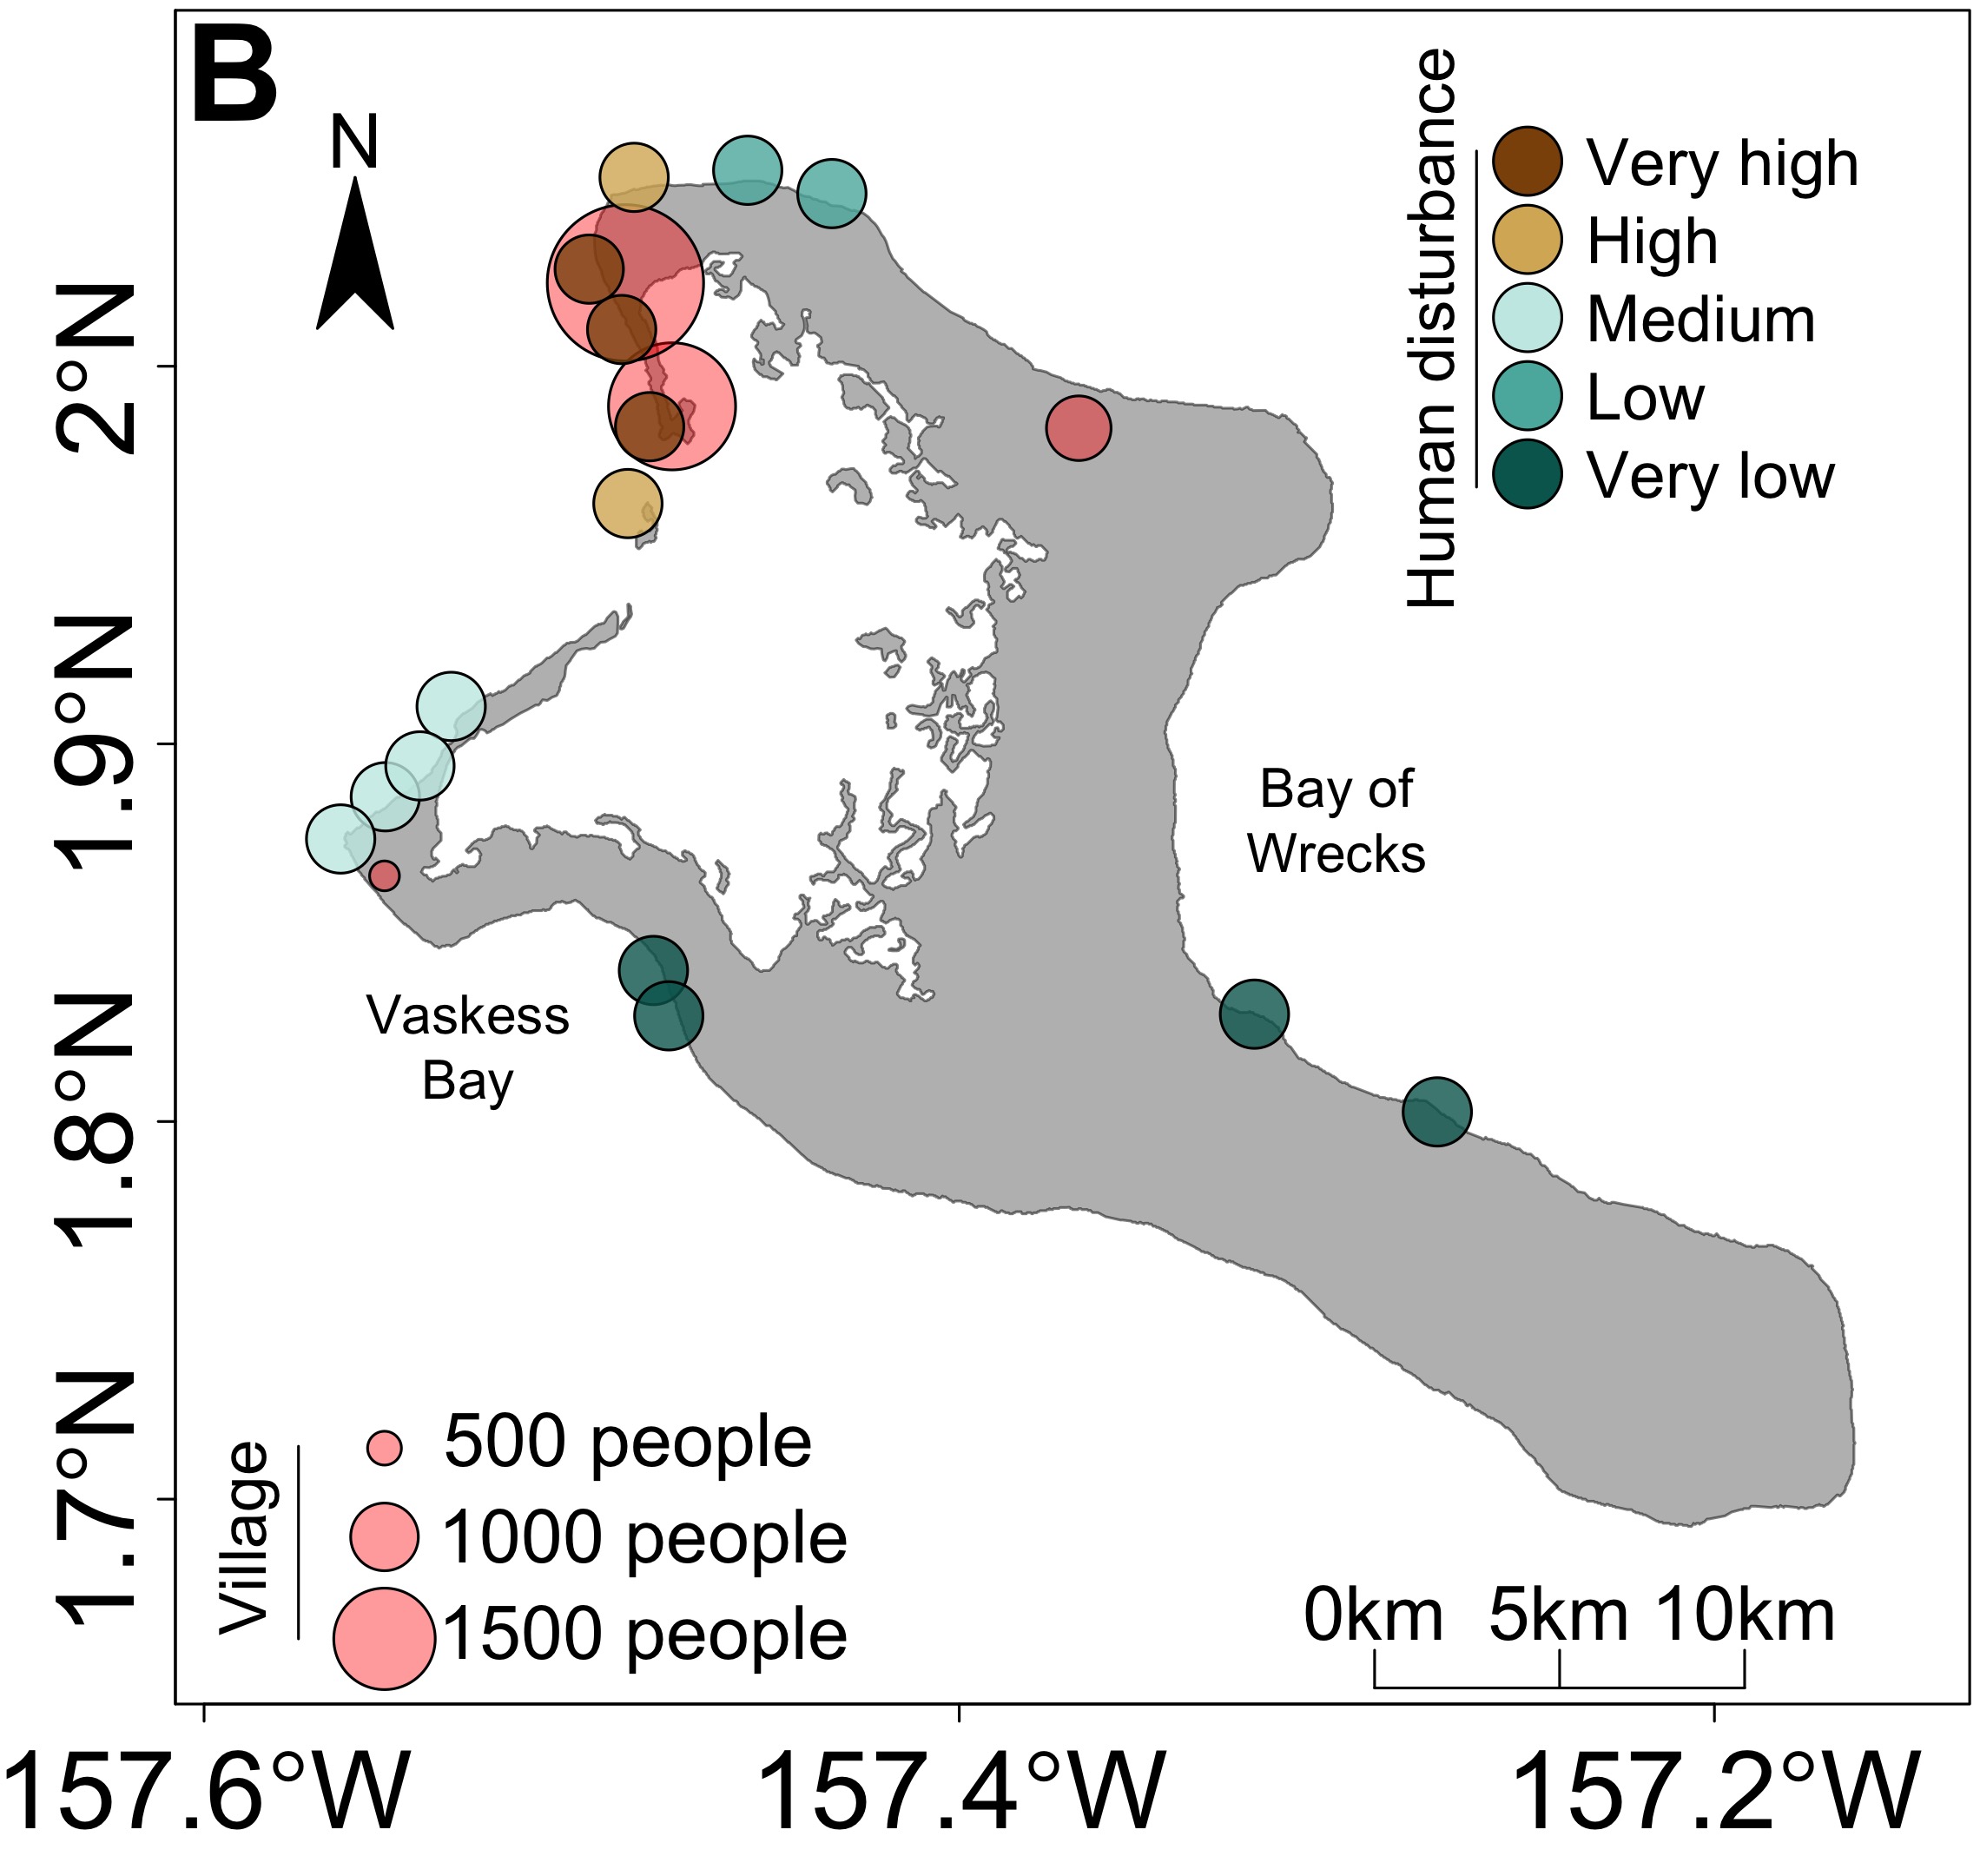 B
N
Human disturbance
Very high
High
Medium
Low
Very low
2°N
1.9°N
1.8°N
1.7°N
Bay of
Wrecks
Vaskess
Bay
Village
500 people
1000 people
1500 people
0km 5km 10km
157.6°W 157.4°W 157.2°W